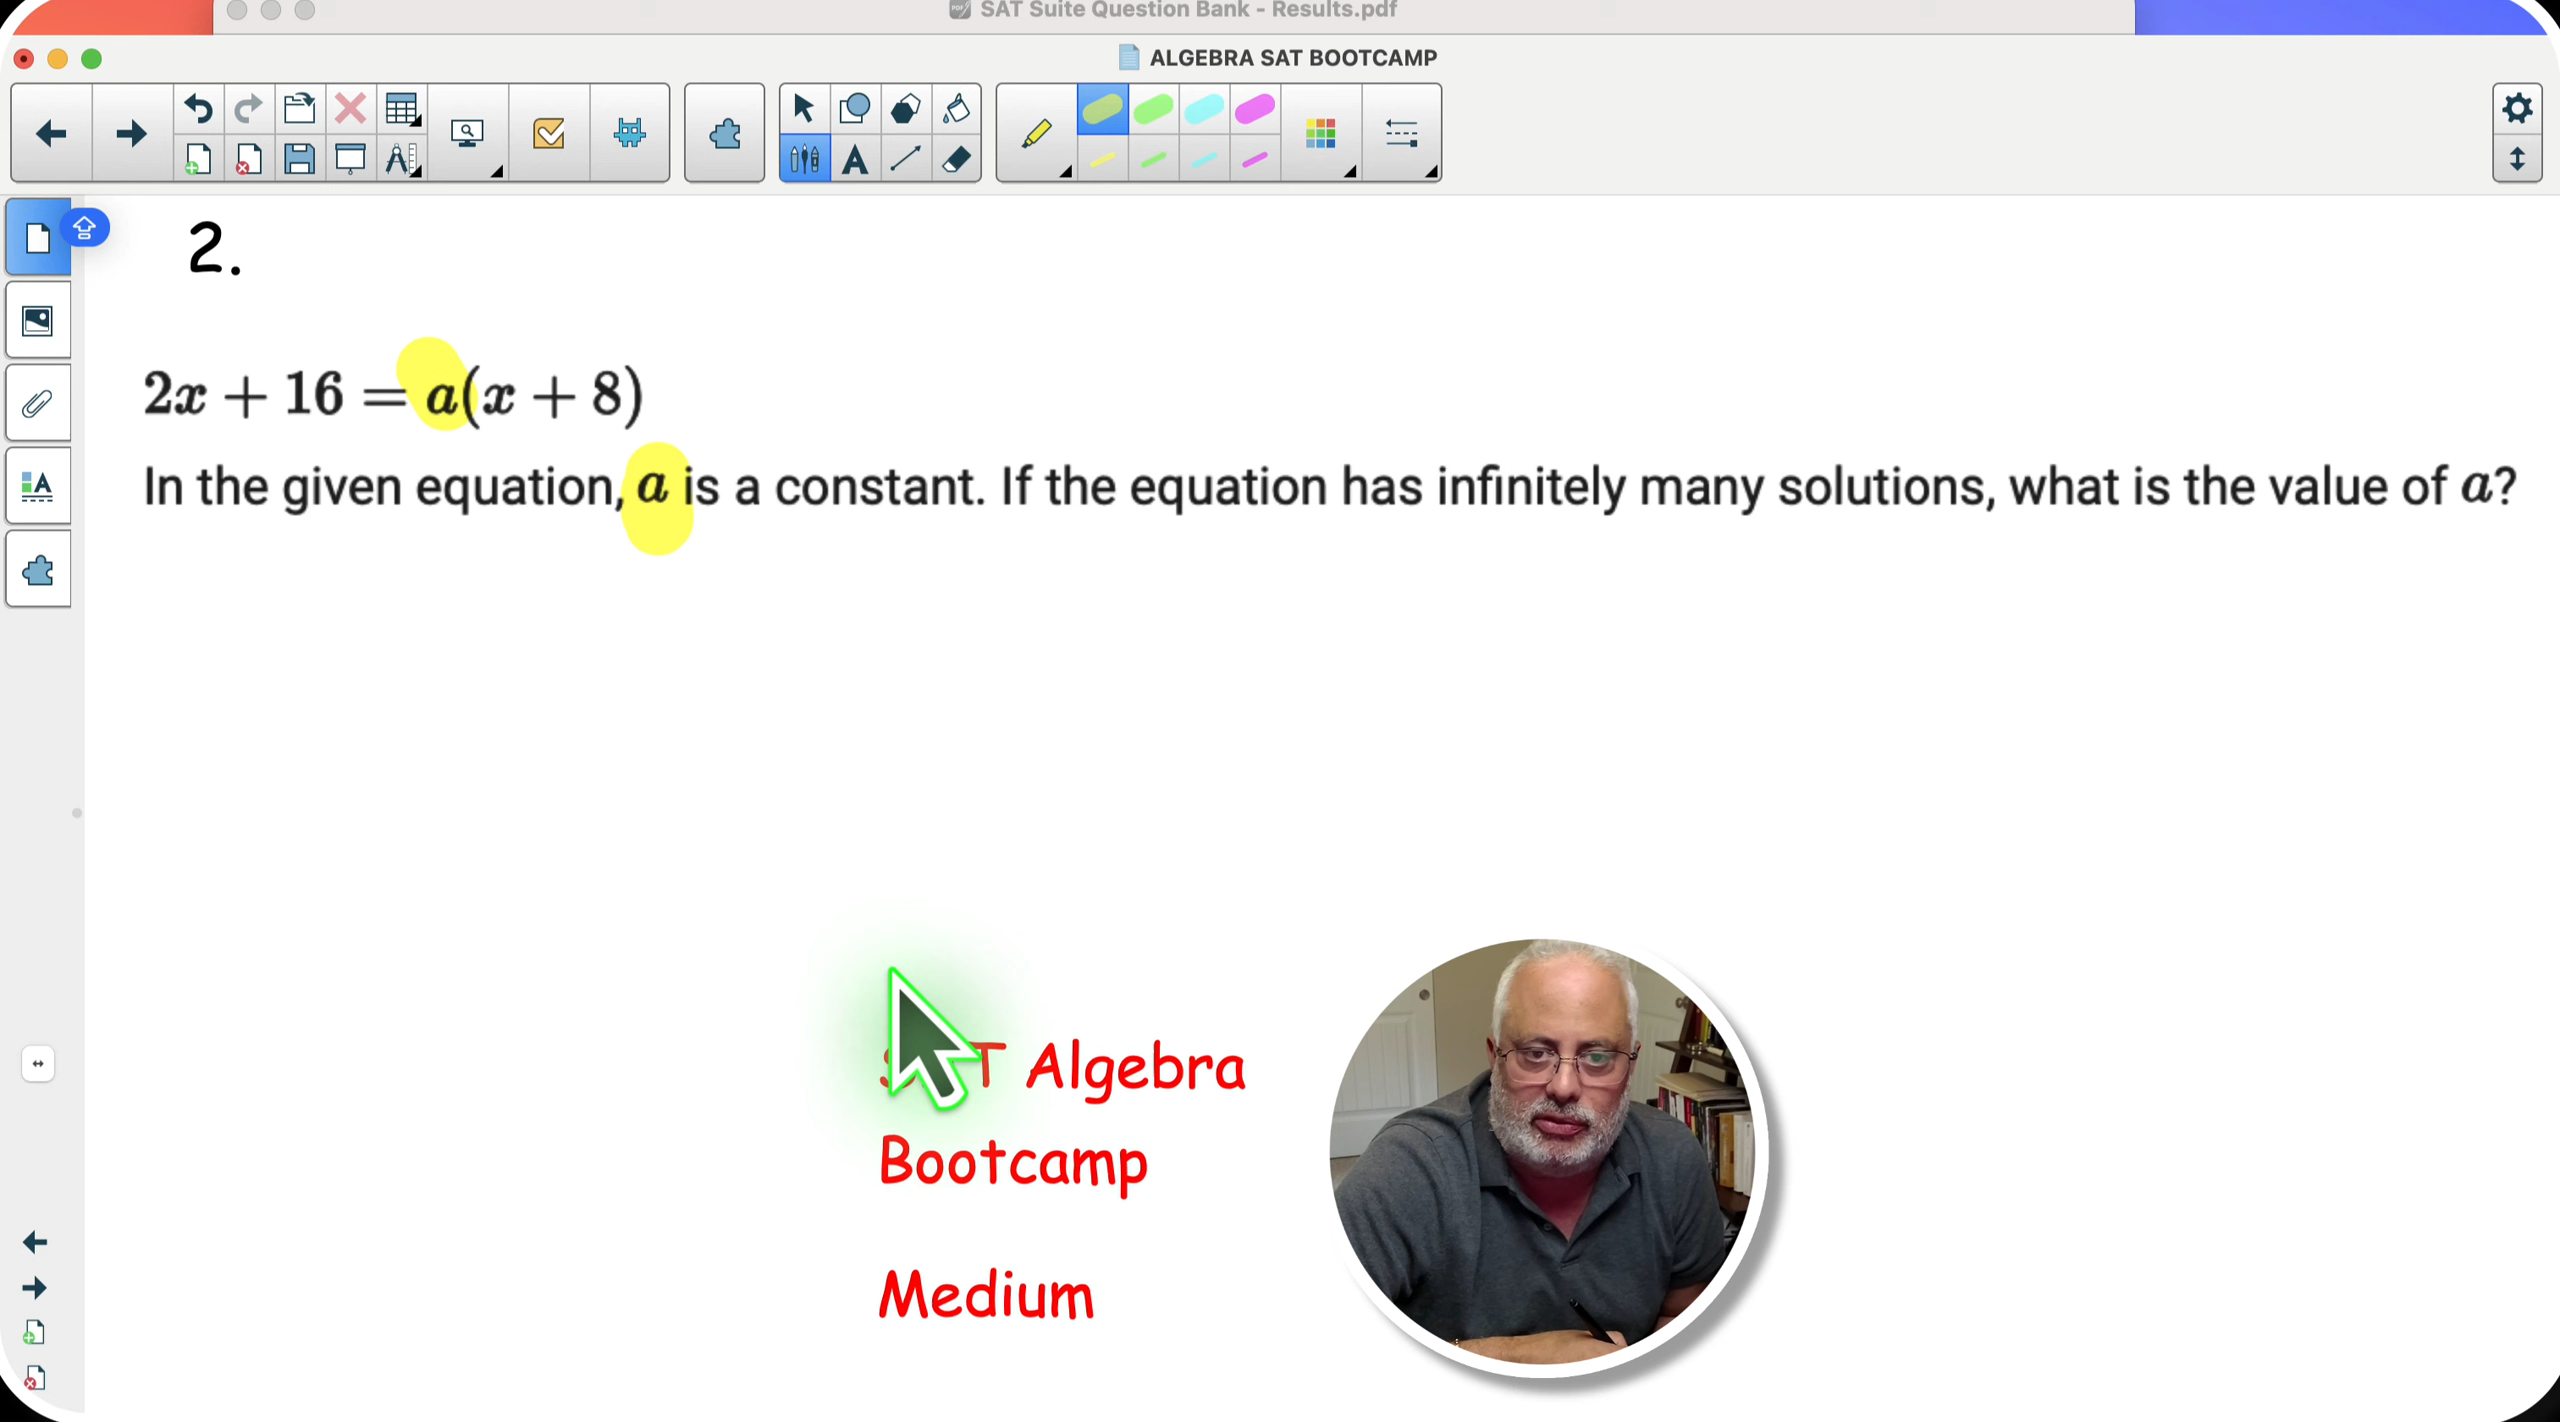 SAT Suite Question Bank - Results.pdf
ALGEBRA SAT BOOTCAMP
2.
2x + 16 = a(x + 8)
In the given equation, a is a constant. If the equation has infinitely many solutions, what is the value of a?
Algebra
Bootcamp
Medium